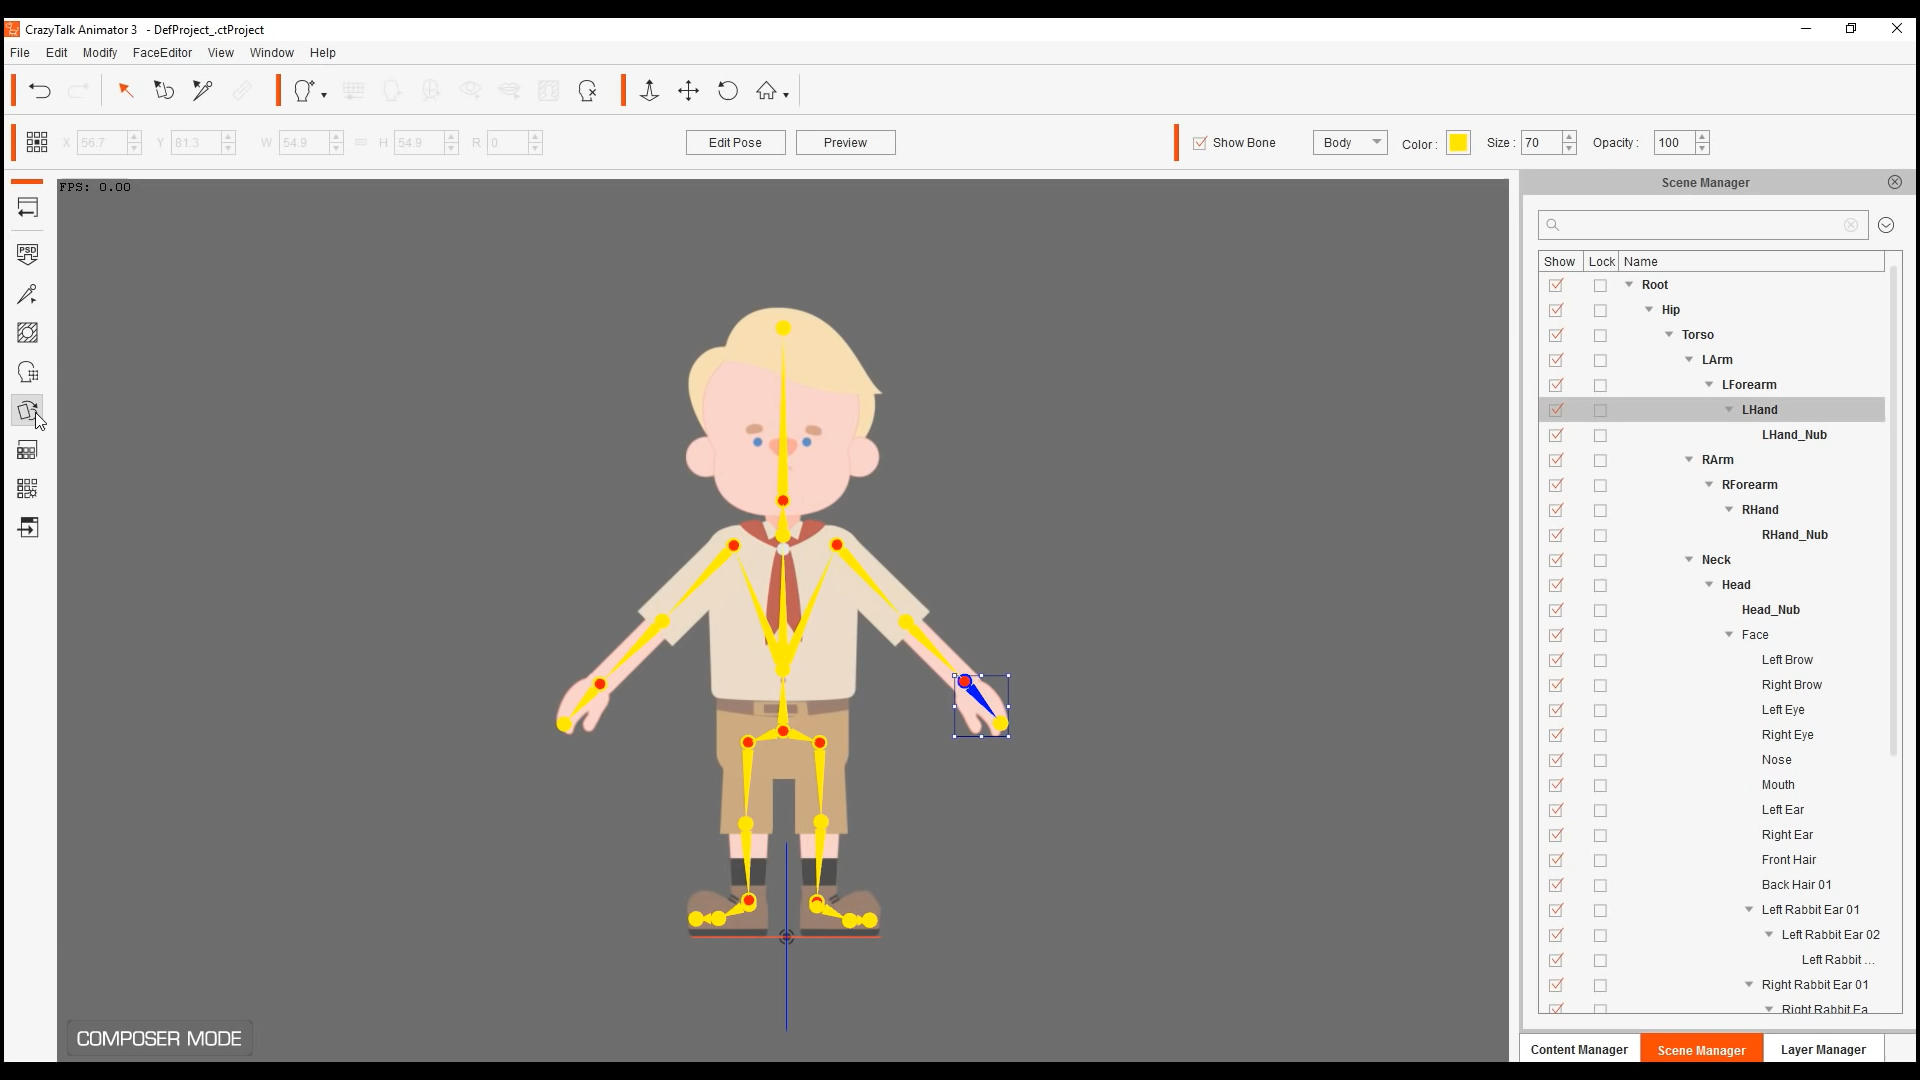 CrazyTalk Animator 3 - DefProject_.ctProject
File Edit Modify FaceEditor View Window Help
X 56.7 Y 81.3 W 54.9 H 54.9 R 0 Edit Pose Preview Show Bone Body Color : Size : 70 Opacity : 100
FPS: 0.00
PSD
Scene Manager
Show Lock Name
Root
Hip
Torso
LArm
LForearm
LHand
LHand_Nub
RArm
RForearm
RHand
RHand_Nub
Neck
Head
Head_Nub
Face
Left Brow
Right Brow
Left Eye
Right Eye
Nose
Mouth
Left Ear
Right Ear
Front Hair
Back Hair 01
Left Rabbit Ear 01
Left Rabbit Ear 02
Left Rabbit ...
Right Rabbit Ear 01
Right Rabbit Ea
COMPOSER MODE
Content Manager Scene Manager Layer Manager